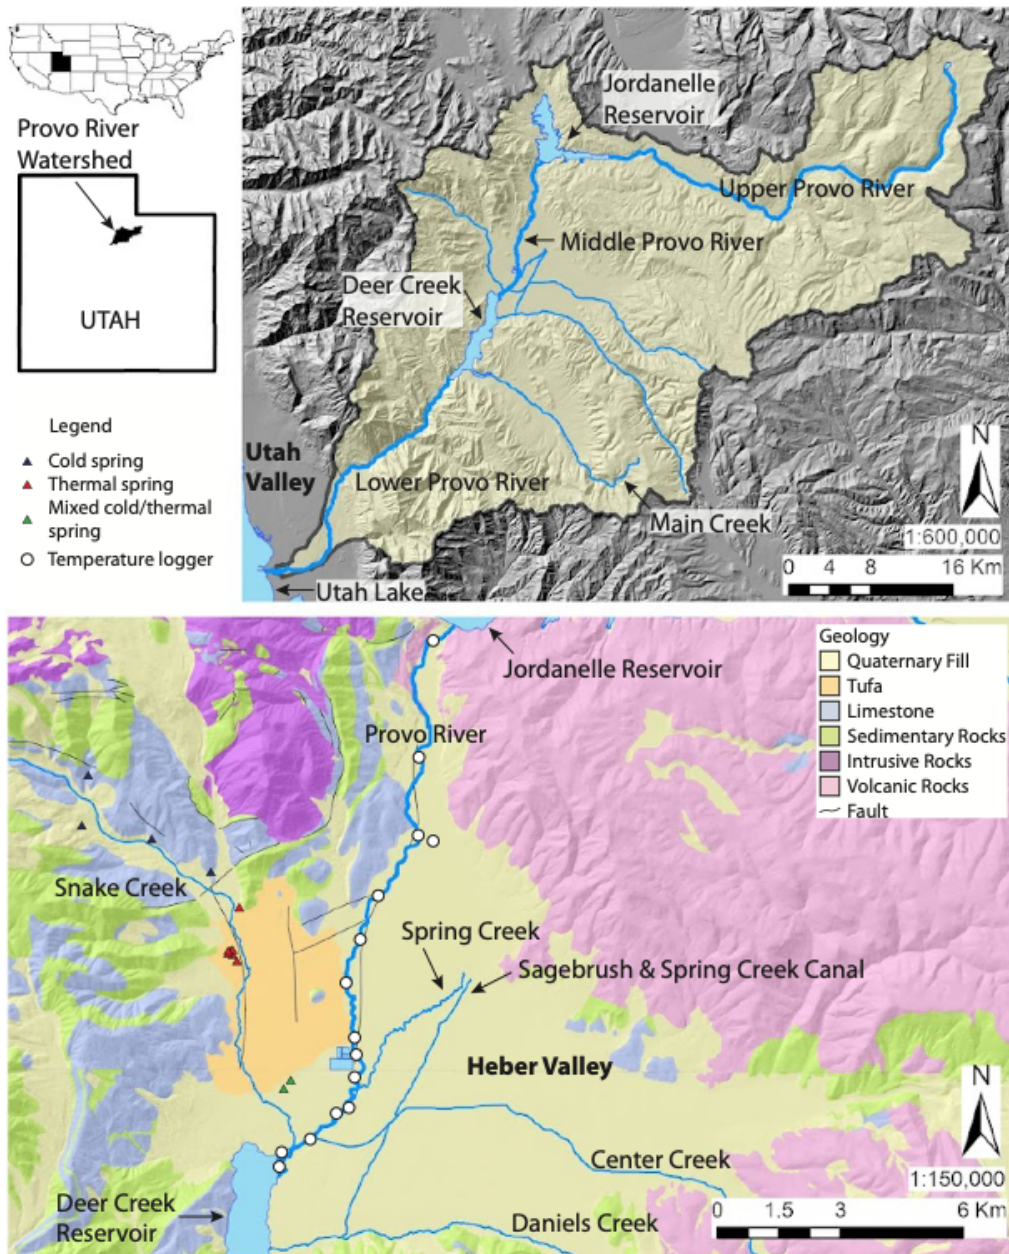 Provo River
Watershed
UTAH
Legend
Cold spring
Thermal spring
Mixed cold/thermal
spring
Temperature logger
Jordanelle
Reservoir
Upper Provo River
Middle Provo River
Deer Creek
Reservoir
Utah
Valley
Lower Provo River
Main Creek
Utah Lake
N
1:600,000
0 4 8 16 Km
Jordanelle Reservoir
Provo River
Geology
Quaternary Fill
Tufa
Limestone
Sedimentary Rocks
Intrusive Rocks
Volcanic Rocks
Fault
Snake Creek
Spring Creek
Sagebrush & Spring Creek Canal
Heber Valley
N
Center Creek
1:150,000
Deer Creek
Reservoir
Daniels Creek
0 1.5 3 6 Km